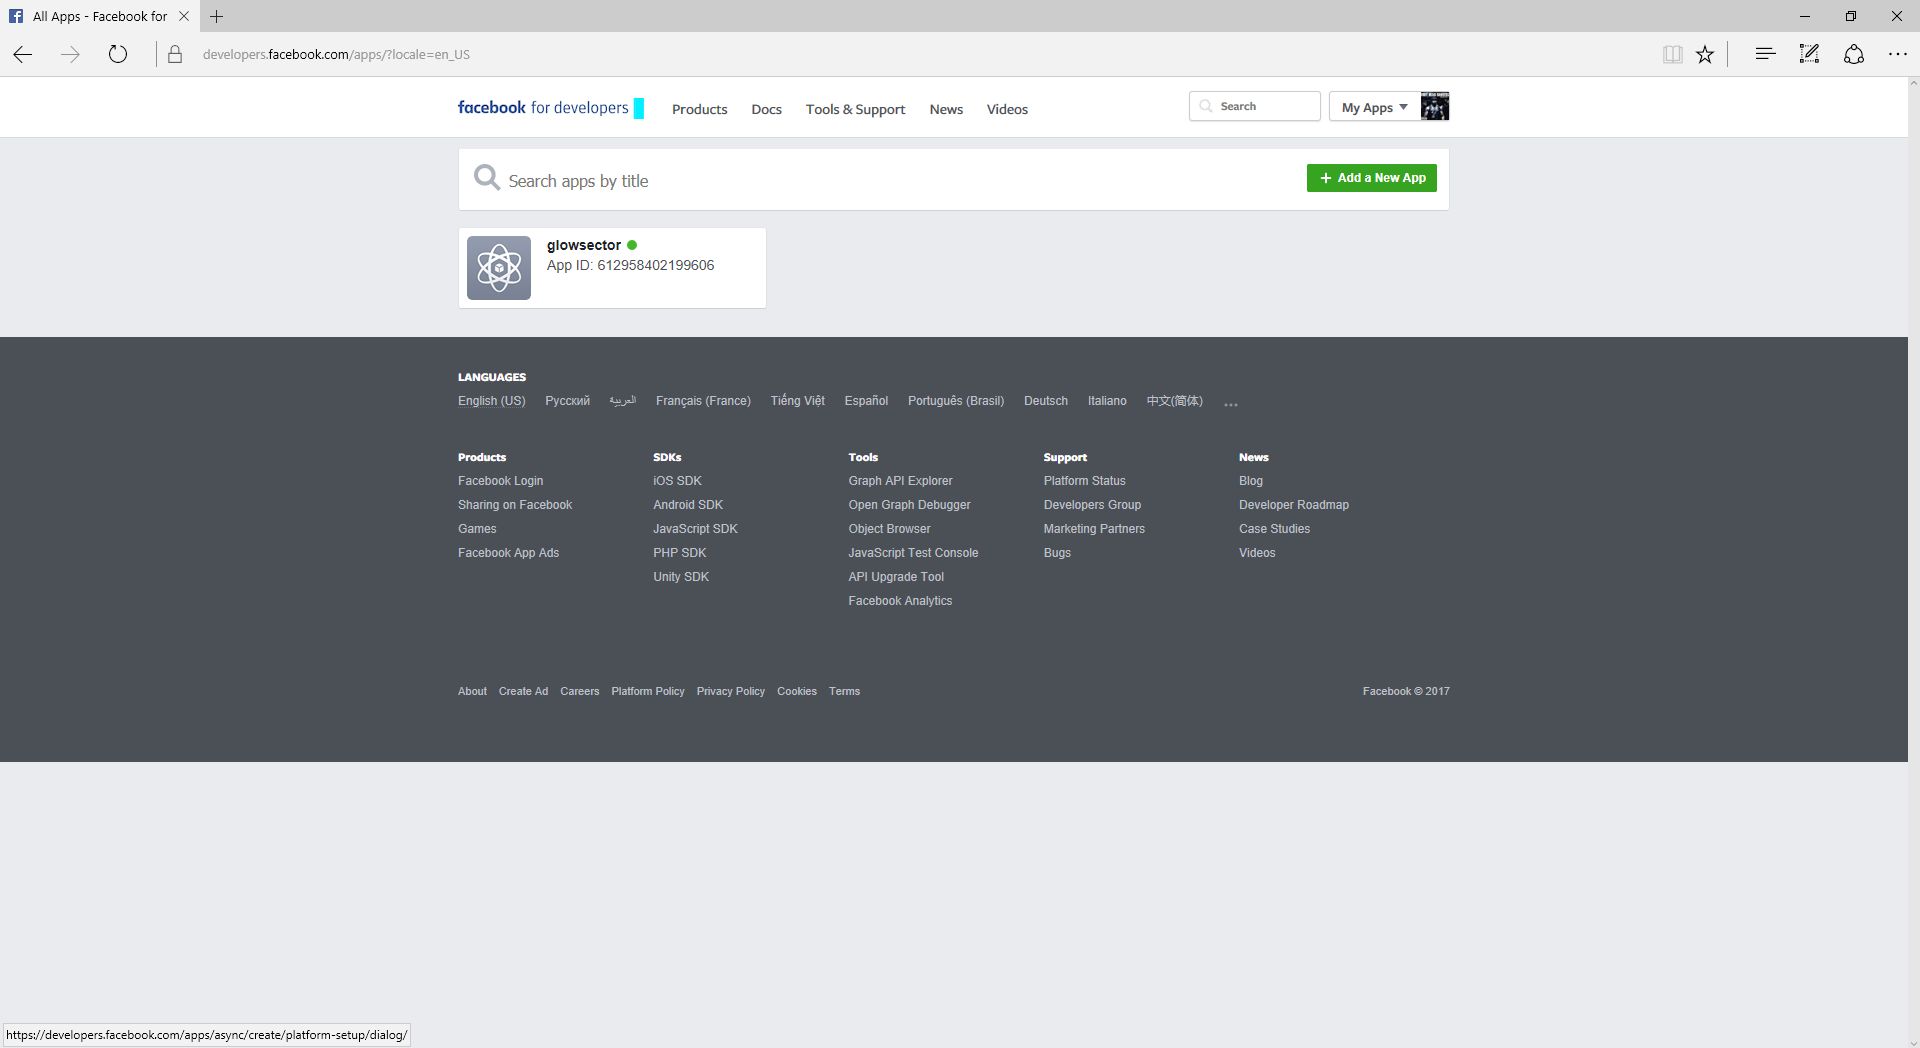 All Apps - Facebook for
developers.facebook.com/apps/?locale=en_US
facebook for developers
Products Docs Tools & Support News Videos
Search
My Apps
Search apps by title
+ Add a New App
glowsector
App ID: 612958402199606
LANGUAGES
English (US) Русский العربية Français (France) Tiếng Việt Español Português (Brasil) Deutsch Italiano 中文(简体) ...
Products
Facebook Login
Sharing on Facebook
Games
Facebook App Ads
SDKs
iOS SDK
Android SDK
JavaScript SDK
PHP SDK
Unity SDK
Tools
Graph API Explorer
Open Graph Debugger
Object Browser
JavaScript Test Console
API Upgrade Tool
Facebook Analytics
Support
Platform Status
Developers Group
Marketing Partners
Bugs
News
Blog
Developer Roadmap
Case Studies
Videos
About Create Ad Careers Platform Policy Privacy Policy Cookies Terms
Facebook © 2017
https://developers.facebook.com/apps/async/create/platform-setup/dialog/